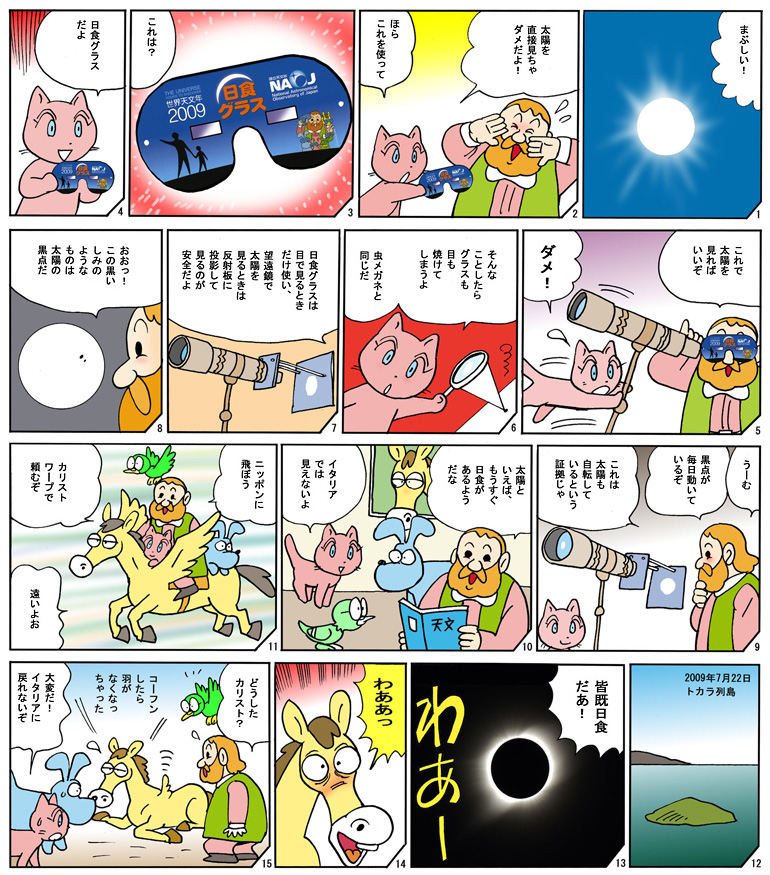 まぶしい！
1
太陽を
直接見ちゃ
ダメだよ！
ほら
これを使って
2
これは？
THE UNIVERSE
世界天文年
2009
日食
グラス
国立天文台
NAOJ
National Astronomical
Observatory of Japan
3
日食グラス
だよ
4
これで
太陽を
見れば
いいぞ
ダメ！
5
そんな
ことしたら
グラスも
目も
焼けて
しまうよ
虫メガネと
同じだ
6
日食グラスは
目で見るとき
だけ使い、
望遠鏡で
太陽を
見るときは
反射板に
投影して
見るのが
安全だよ
7
おおっ！
この黒い
しみの
ような
ものは
太陽の
黒点だ
8
うーむ
黒点が
毎日動いて
いるぞ
これは
太陽も
自転して
いるという
証拠じゃ
9
太陽と
いえば、
もうすぐ
日食が
あるよう
だな
イタリア
では
見えないよ
天文
10
ニッポンに
飛ぼう
カリスト
ワープで
頼むぞ
遠いよお
11
2009年7月22日
トカラ列島
12
皆既日食
だあ！
わあー
13
わああっ
14
どうした
カリスト？
コーフン
したら
羽が
なくなっ
ちゃった
大変だ！
イタリアに
戻れないぞ
15